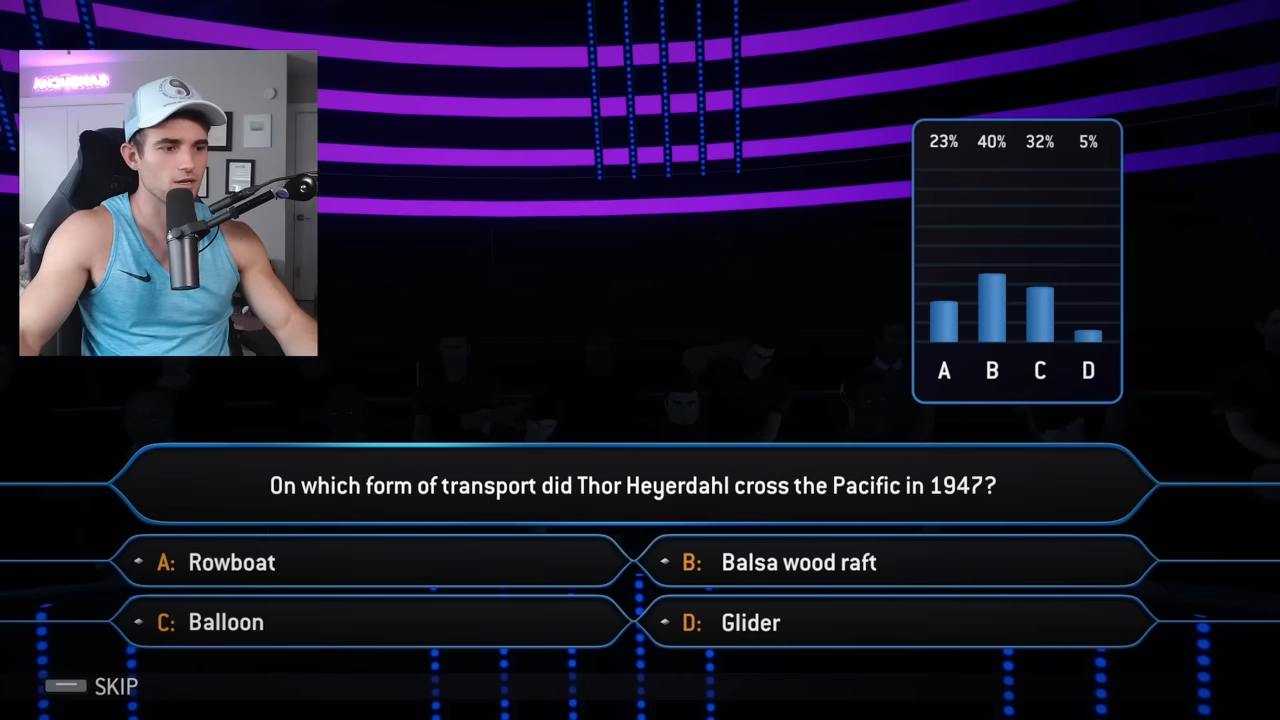 23% 40% 32% 5%
A B C D
On which form of transport did Thor Heyerdahl cross the Pacific in 1947?
A: Rowboat
B: Balsa wood raft
C: Balloon
D: Glider
SKIP